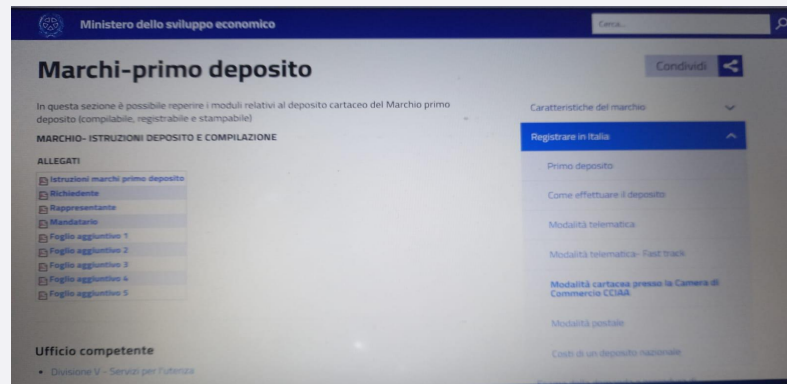 Ministero dello sviluppo economico
Cerca...
Marchi-primo deposito
Condividi
In questa sezione è possibile reperire i moduli relativi al deposito cartaceo del Marchio primo
deposito (compilabile, registrabile e stampabile)
MARCHIO- ISTRUZIONI DEPOSITO E COMPILAZIONE
ALLEGATI
Istruzioni marchi primo deposito
Richiedente
Rappresentante
Mandatario
Foglio aggiuntivo 1
Foglio aggiuntivo 2
Foglio aggiuntivo 3
Foglio aggiuntivo 4
Foglio aggiuntivo 5
Ufficio competente
Divisione V - Servizi per l'utenza
Caratteristiche del marchio
Registrare in Italia
Primo deposito
Come effettuare il deposito
Modalità telematica
Modalità telematica- Fast track
Modalità cartacea presso la Camera di
Commercio CCIAA
Modalità postale
Costi di un deposito nazionale